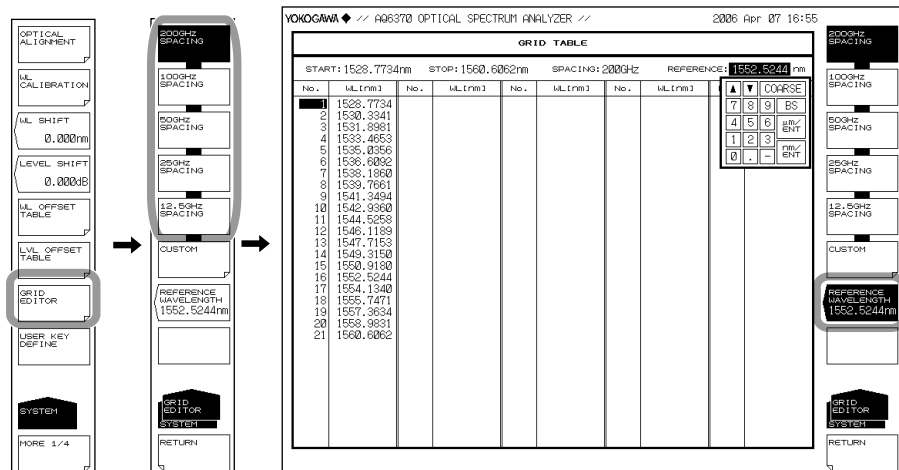 OPTICAL
ALIGNMENT
WL
CALIBRATION
WL SHIFT
0.000nm
LEVEL SHIFT
0.000dB
WL OFFSET
TABLE
LVL OFFSET
TABLE
GRID
EDITOR
USER KEY
DEFINE
SYSTEM
MORE 1/4
200GHz
SPACING
100GHz
SPACING
50GHz
SPACING
25GHz
SPACING
12.5GHz
SPACING
CUSTOM
REFERENCE
WAVELENGTH
1552.5244nm
GRID
EDITOR
SYSTEM
RETURN
YOKOGAWA ◆ // AQ6370 OPTICAL SPECTRUM ANALYZER // 2006 Apr 07 16:55
GRID TABLE
START:1528.7734nm STOP:1560.6062nm SPACING:200GHz REFERENCE: 1552.5244 nm
No. WL[nm] No. WL[nm] No. WL[nm] No. WL[nm]
1 1528.7734
2 1530.3341
3 1531.8981
4 1533.4653
5 1535.0356
6 1536.6092
7 1538.1860
8 1539.7661
9 1541.3494
10 1542.9360
11 1544.5258
12 1546.1189
13 1547.7153
14 1549.3150
15 1550.9180
16 1552.5244
17 1554.1340
18 1555.7471
19 1557.3634
20 1558.9831
21 1560.6062
▲ ▼ COARSE
7 8 9 BS
4 5 6 μm/ENT
1 2 3 nm/ENT
0 . -
200GHz
SPACING
100GHz
SPACING
50GHz
SPACING
25GHz
SPACING
12.5GHz
SPACING
CUSTOM
REFERENCE
WAVELENGTH
1552.5244nm
GRID
EDITOR
SYSTEM
RETURN